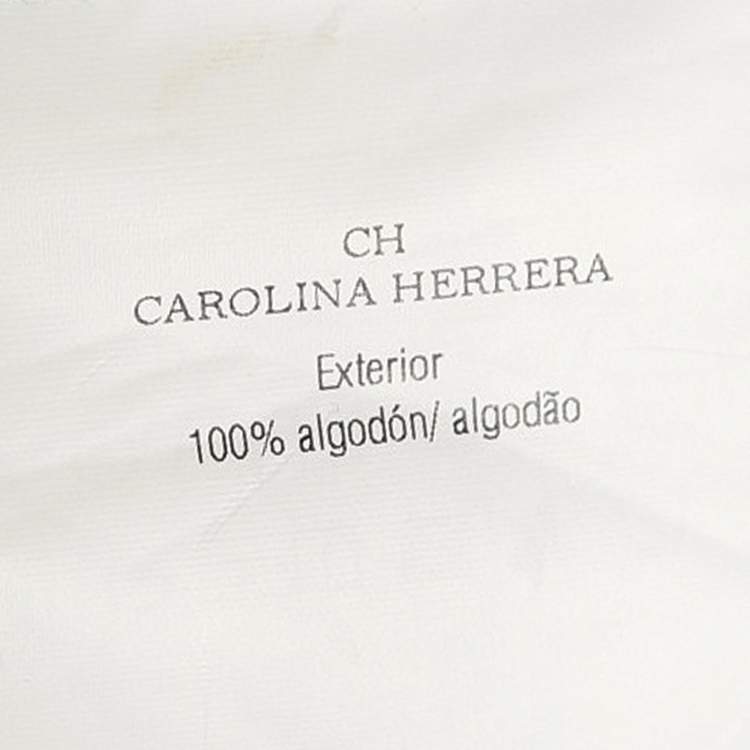 CH
CAROLINA HERRERA
Exterior
100% algodón/ algodão